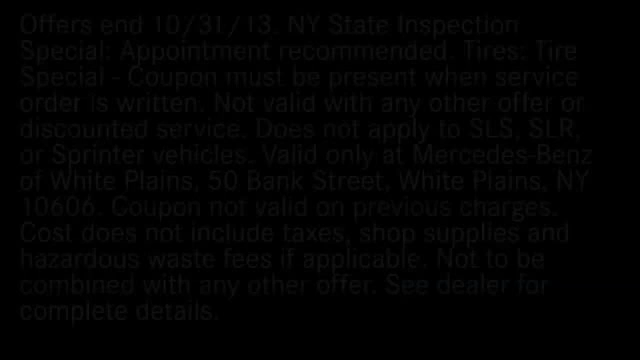 Offers end 10/31/13. NY State Inspection
Special: Appointment recommended. Tires: Tire
Special - Coupon must be present when service
order is written. Not valid with any other offer or
discounted service. Does not apply to SLS, SLR,
or Sprinter vehicles. Valid only at Mercedes-Benz
of White Plains, 50 Bank Street, White Plains, NY
10606. Coupon not valid on previous charges.
Cost does not include taxes, shop supplies and
hazardous waste fees if applicable. Not to be
combined with any other offer. See dealer for
complete details.